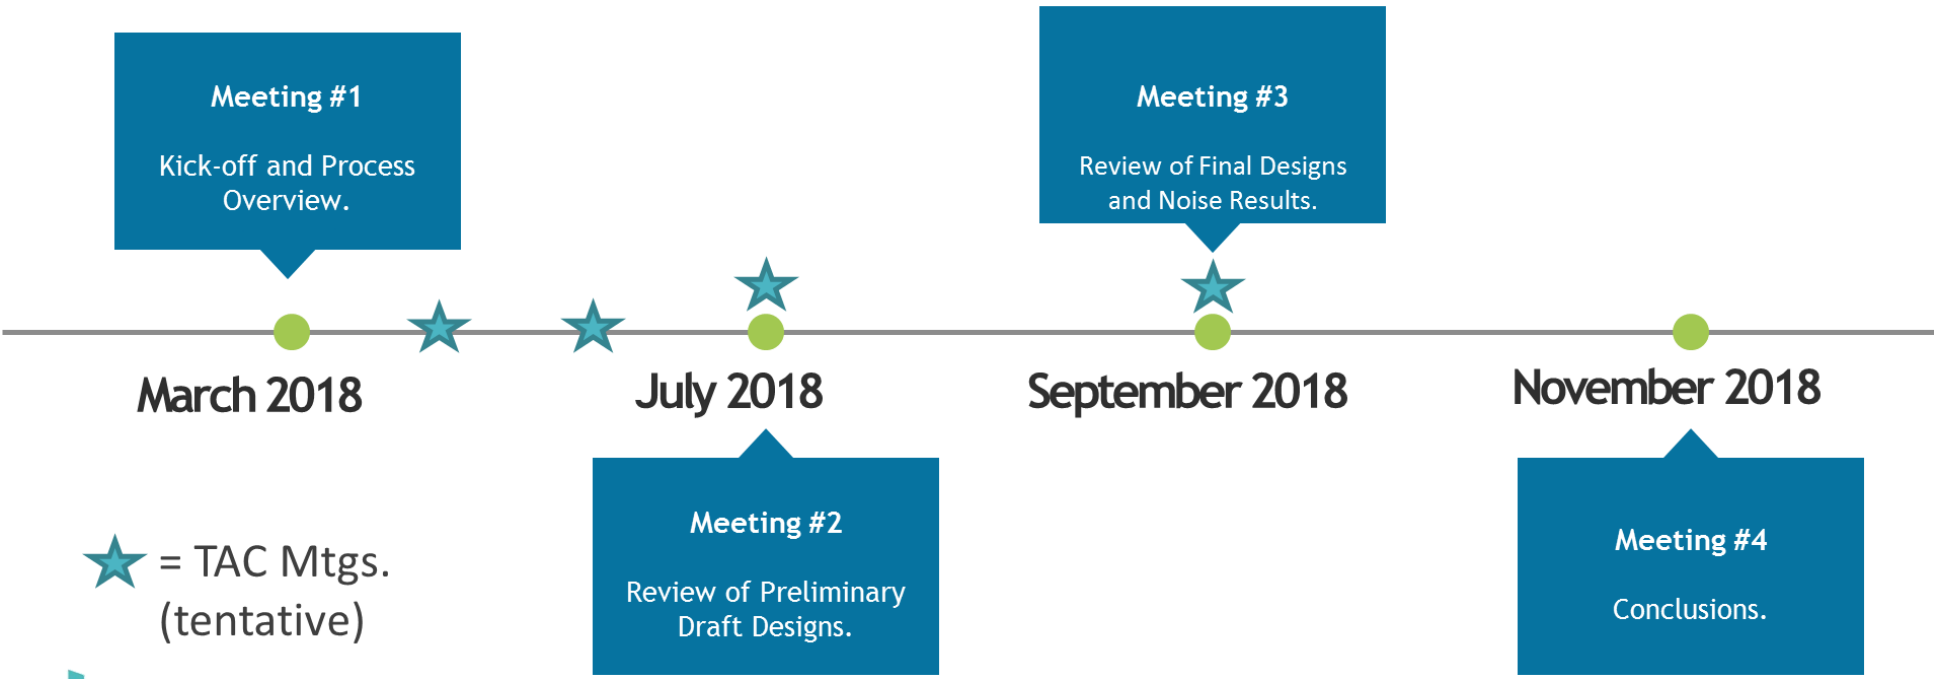 Meeting #1
Kick-off and Process
Overview.
Meeting #3
Review of Final Designs
and Noise Results.
March 2018
July 2018
September 2018
November 2018
Meeting #2
Review of Preliminary
Draft Designs.
Meeting #4
Conclusions.
= TAC Mtgs.
(tentative)